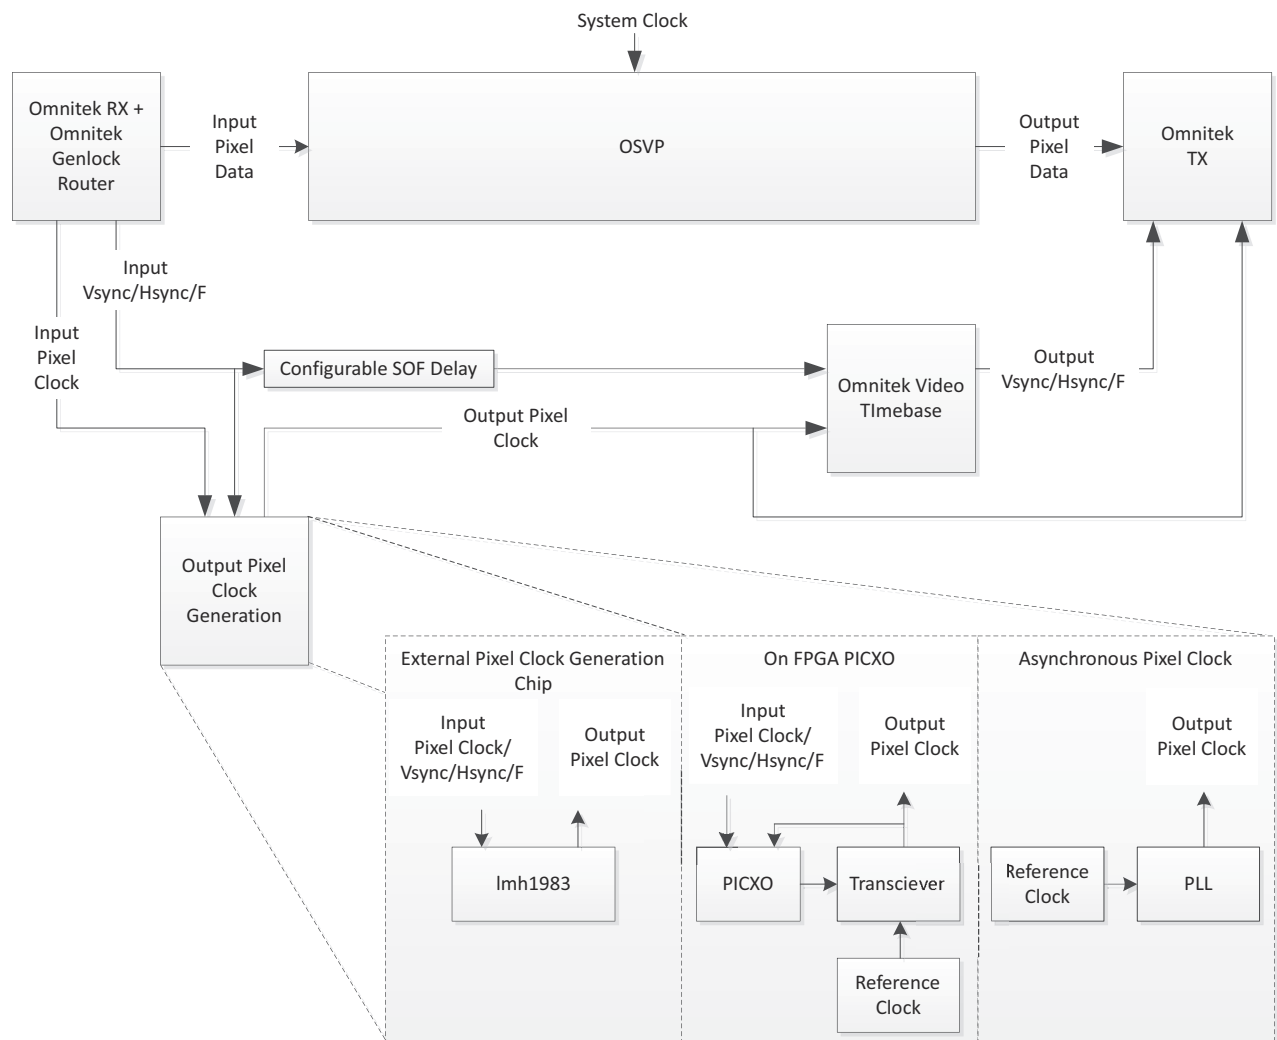 System Clock
Omnitek RX +
Omnitek
Genlock
Router
Input
Pixel
Data
OSVP
Output
Pixel
Data
Omnitek
TX
Input
Vsync/Hsync/F
Input
Pixel
Clock
Configurable SOF Delay
Output Pixel
Clock
Omnitek Video
TImebase
Output
Vsync/Hsync/F
Output Pixel
Clock
Generation
External Pixel Clock Generation
Chip
Input
Pixel Clock/
Vsync/Hsync/F
Output
Pixel Clock
lmh1983
On FPGA PICXO
Input
Pixel Clock/
Vsync/Hsync/F
Output
Pixel Clock
PICXO
Transciever
Reference
Clock
Asynchronous Pixel Clock
Output
Pixel Clock
Reference
Clock
PLL